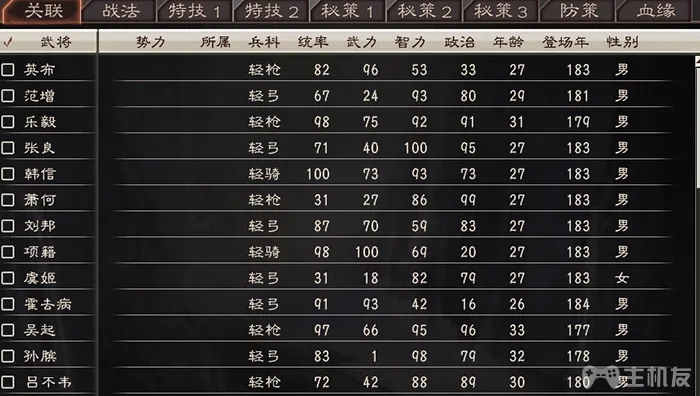 关联 战法 特技1 特技2 秘策1 秘策2 秘策3 防策 血缘
武将 势力 所属 兵科 统率 武力 智力 政治 年龄 登场年 性别
英布 轻枪 82 96 53 33 27 183 男
范增 轻弓 67 24 93 80 29 181 男
乐毅 轻枪 98 75 92 91 31 179 男
张良 轻弓 71 40 100 95 27 183 男
韩信 轻骑 100 73 93 73 27 183 男
萧何 轻枪 31 27 86 99 27 183 男
刘邦 轻弓 87 70 59 83 27 183 男
项籍 轻骑 98 100 69 20 27 183 男
虞姬 轻弓 31 18 82 79 27 183 女
霍去病 轻骑 91 93 42 16 26 184 男
吴起 轻枪 97 66 95 96 33 177 男
孙膑 轻弓 83 1 98 79 32 178 男
吕不韦 轻枪 72 42 88 89 30 180 男
主机友